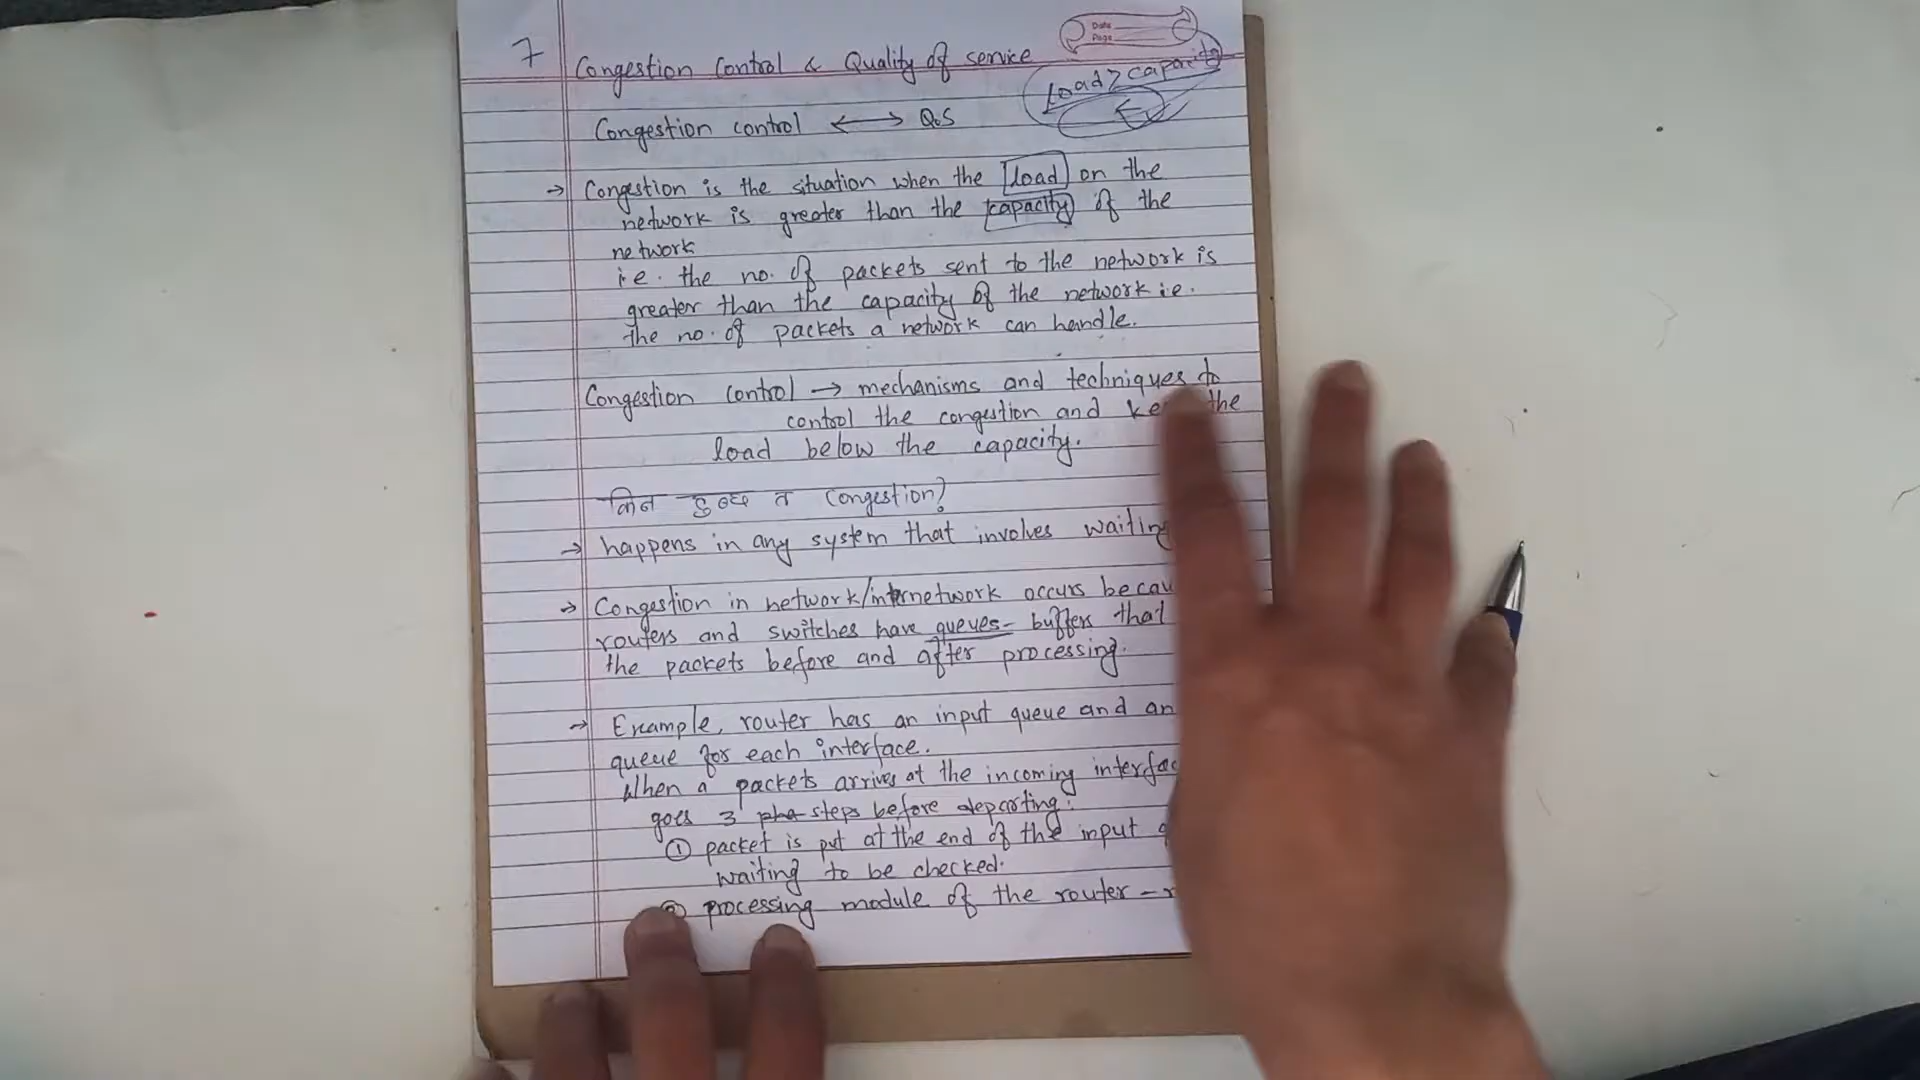 7
Congestion Control & Quality of service
Date
Page
Load > capacity
Congestion control ↔ QoS
→ Congestion is the situation when the load on the
network is greater than the capacity of the
network
i.e. the no. of packets sent to the network is
greater than the capacity of the network i.e.
the no. of packets a network can handle.
Congestion control → mechanisms and techniques to
control the congestion and the
load below the capacity.
किन हुन्छ त Congestion?
→ happens in any system that involves waiting
→ Congestion in network/internetwork occurs
routers and switches have queues - buffers that
the packets before and after processing.
→ Example, router has an input queue and an
queue for each interface.
When a packets arrives at the incoming
goes 3 steps before departing.
① packet is put at the end of the input
waiting to be checked.
② processing module of the router -